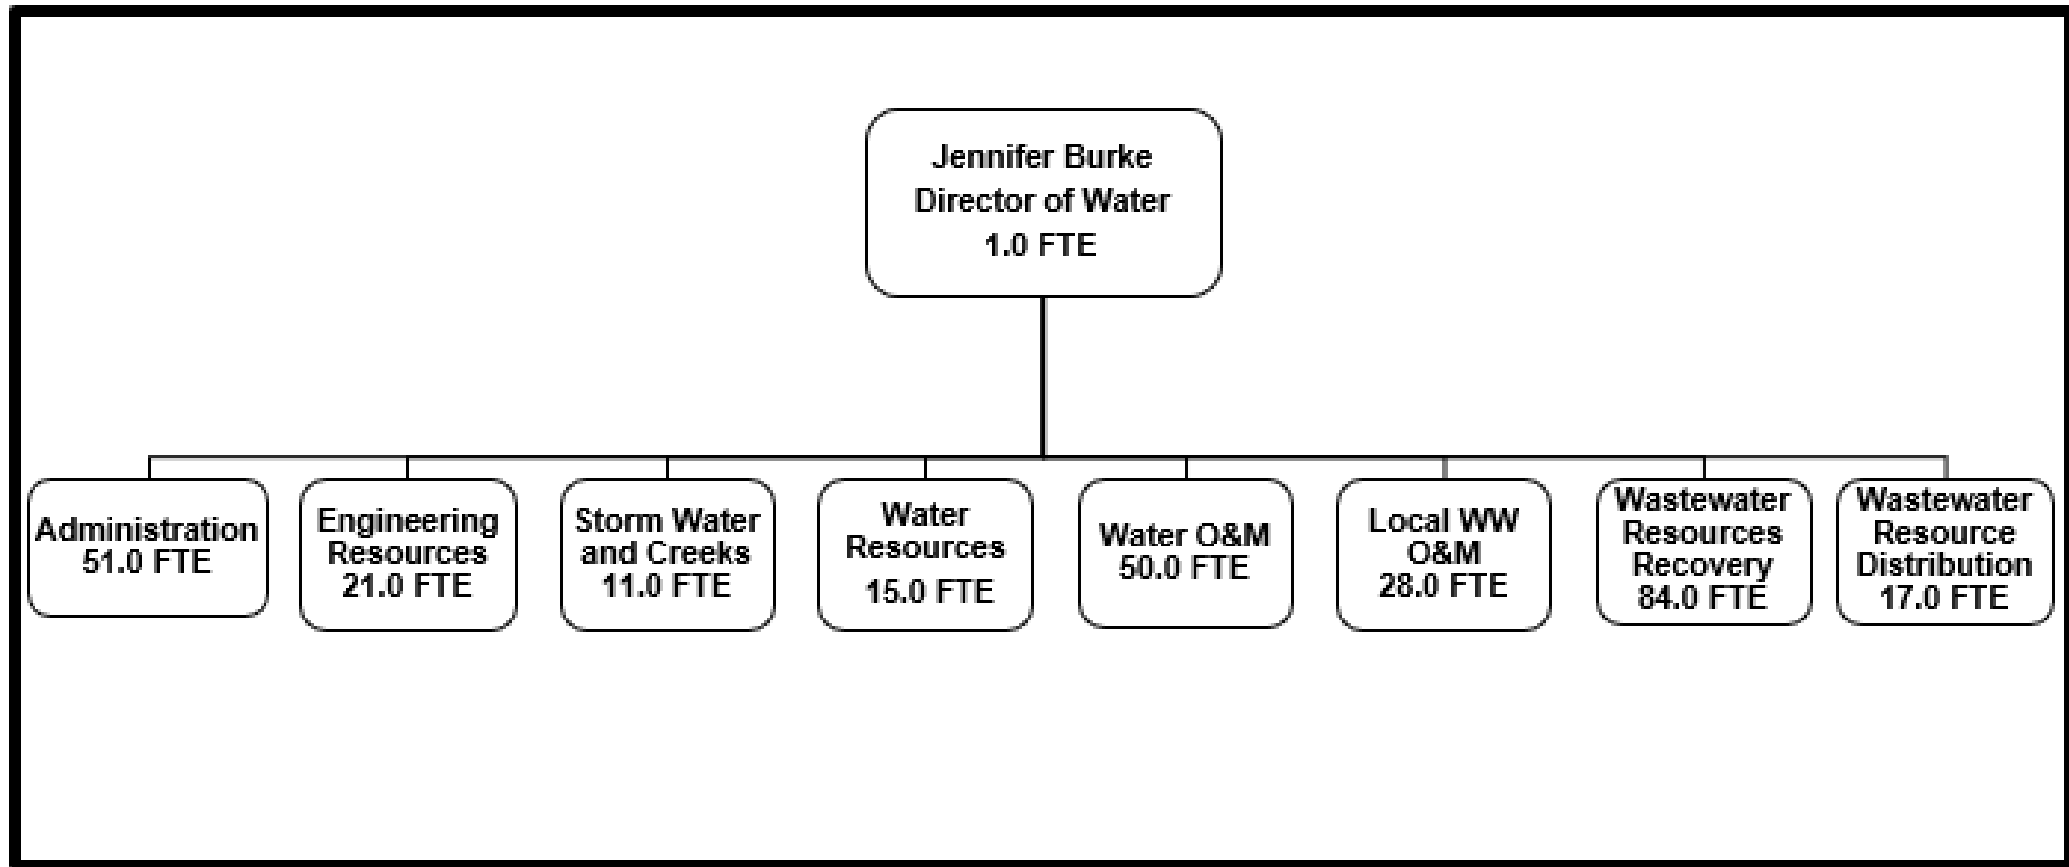 Jennifer Burke
Director of Water
1.0 FTE
Administration
51.0 FTE
Engineering
Resources
21.0 FTE
Storm Water
and Creeks
11.0 FTE
Water
Resources
15.0 FTE
Water O&M
50.0 FTE
Local WW
O&M
28.0 FTE
Wastewater
Resources
Recovery
84.0 FTE
Wastewater
Resource
Distribution
17.0 FTE